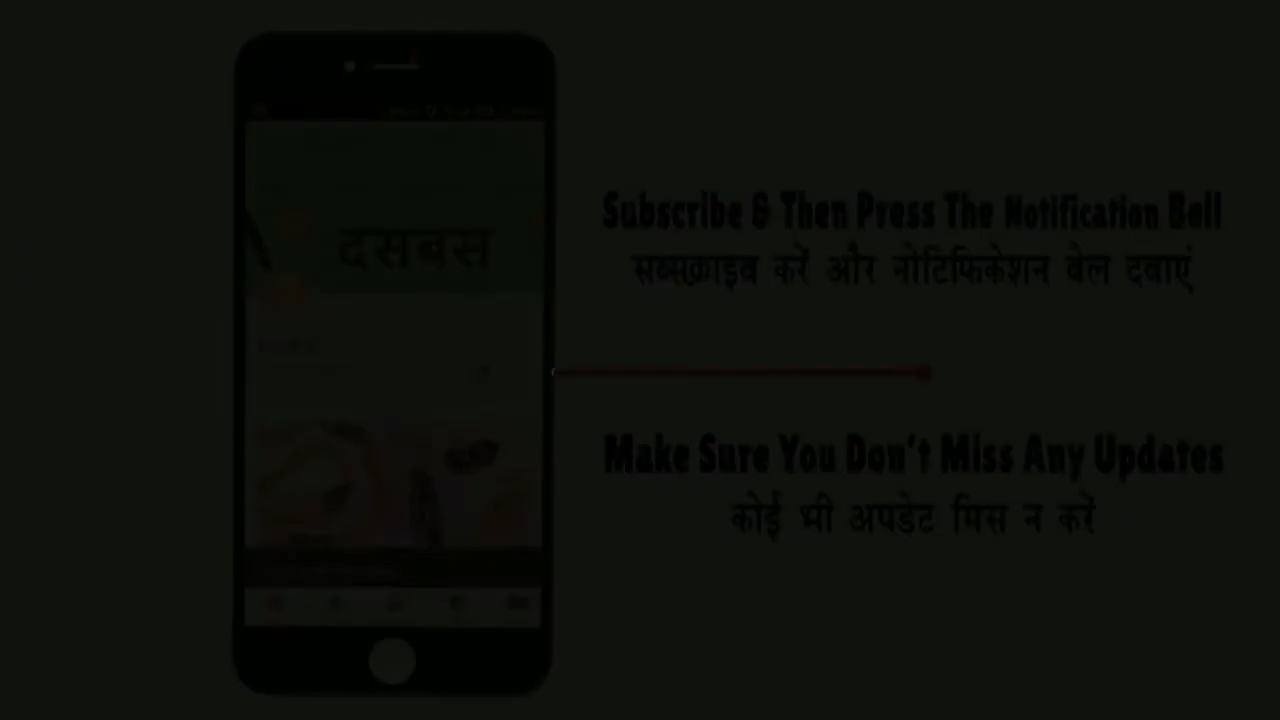 दसबस
Subscribe & Then Press The Notification Bell
सब्सक्राइब करें और नोटिफिकेशन बेल दबाएं
Make Sure You Don't Miss Any Updates
कोई भी अपडेट मिस न करें